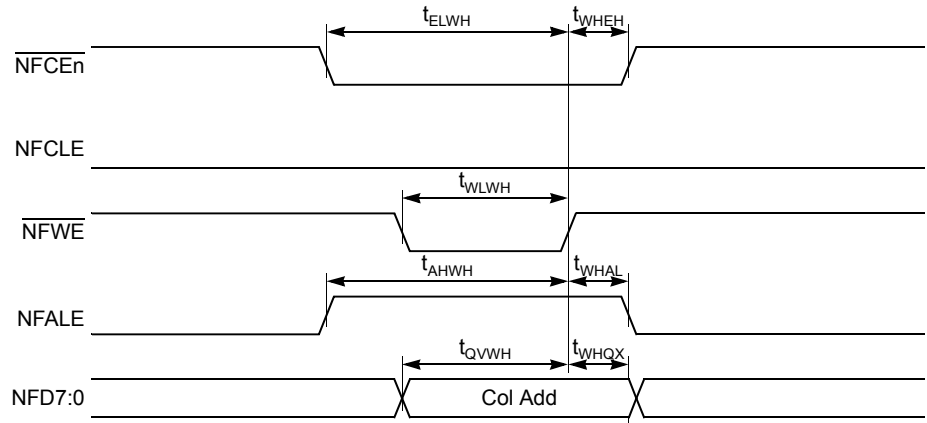 tELWH tWHEH
NFCEn
NFCLE
tWLWH
NFWE
tAHWH tWHAL
NFALE
tQVWH tWHQX
NFD7:0 Col Add